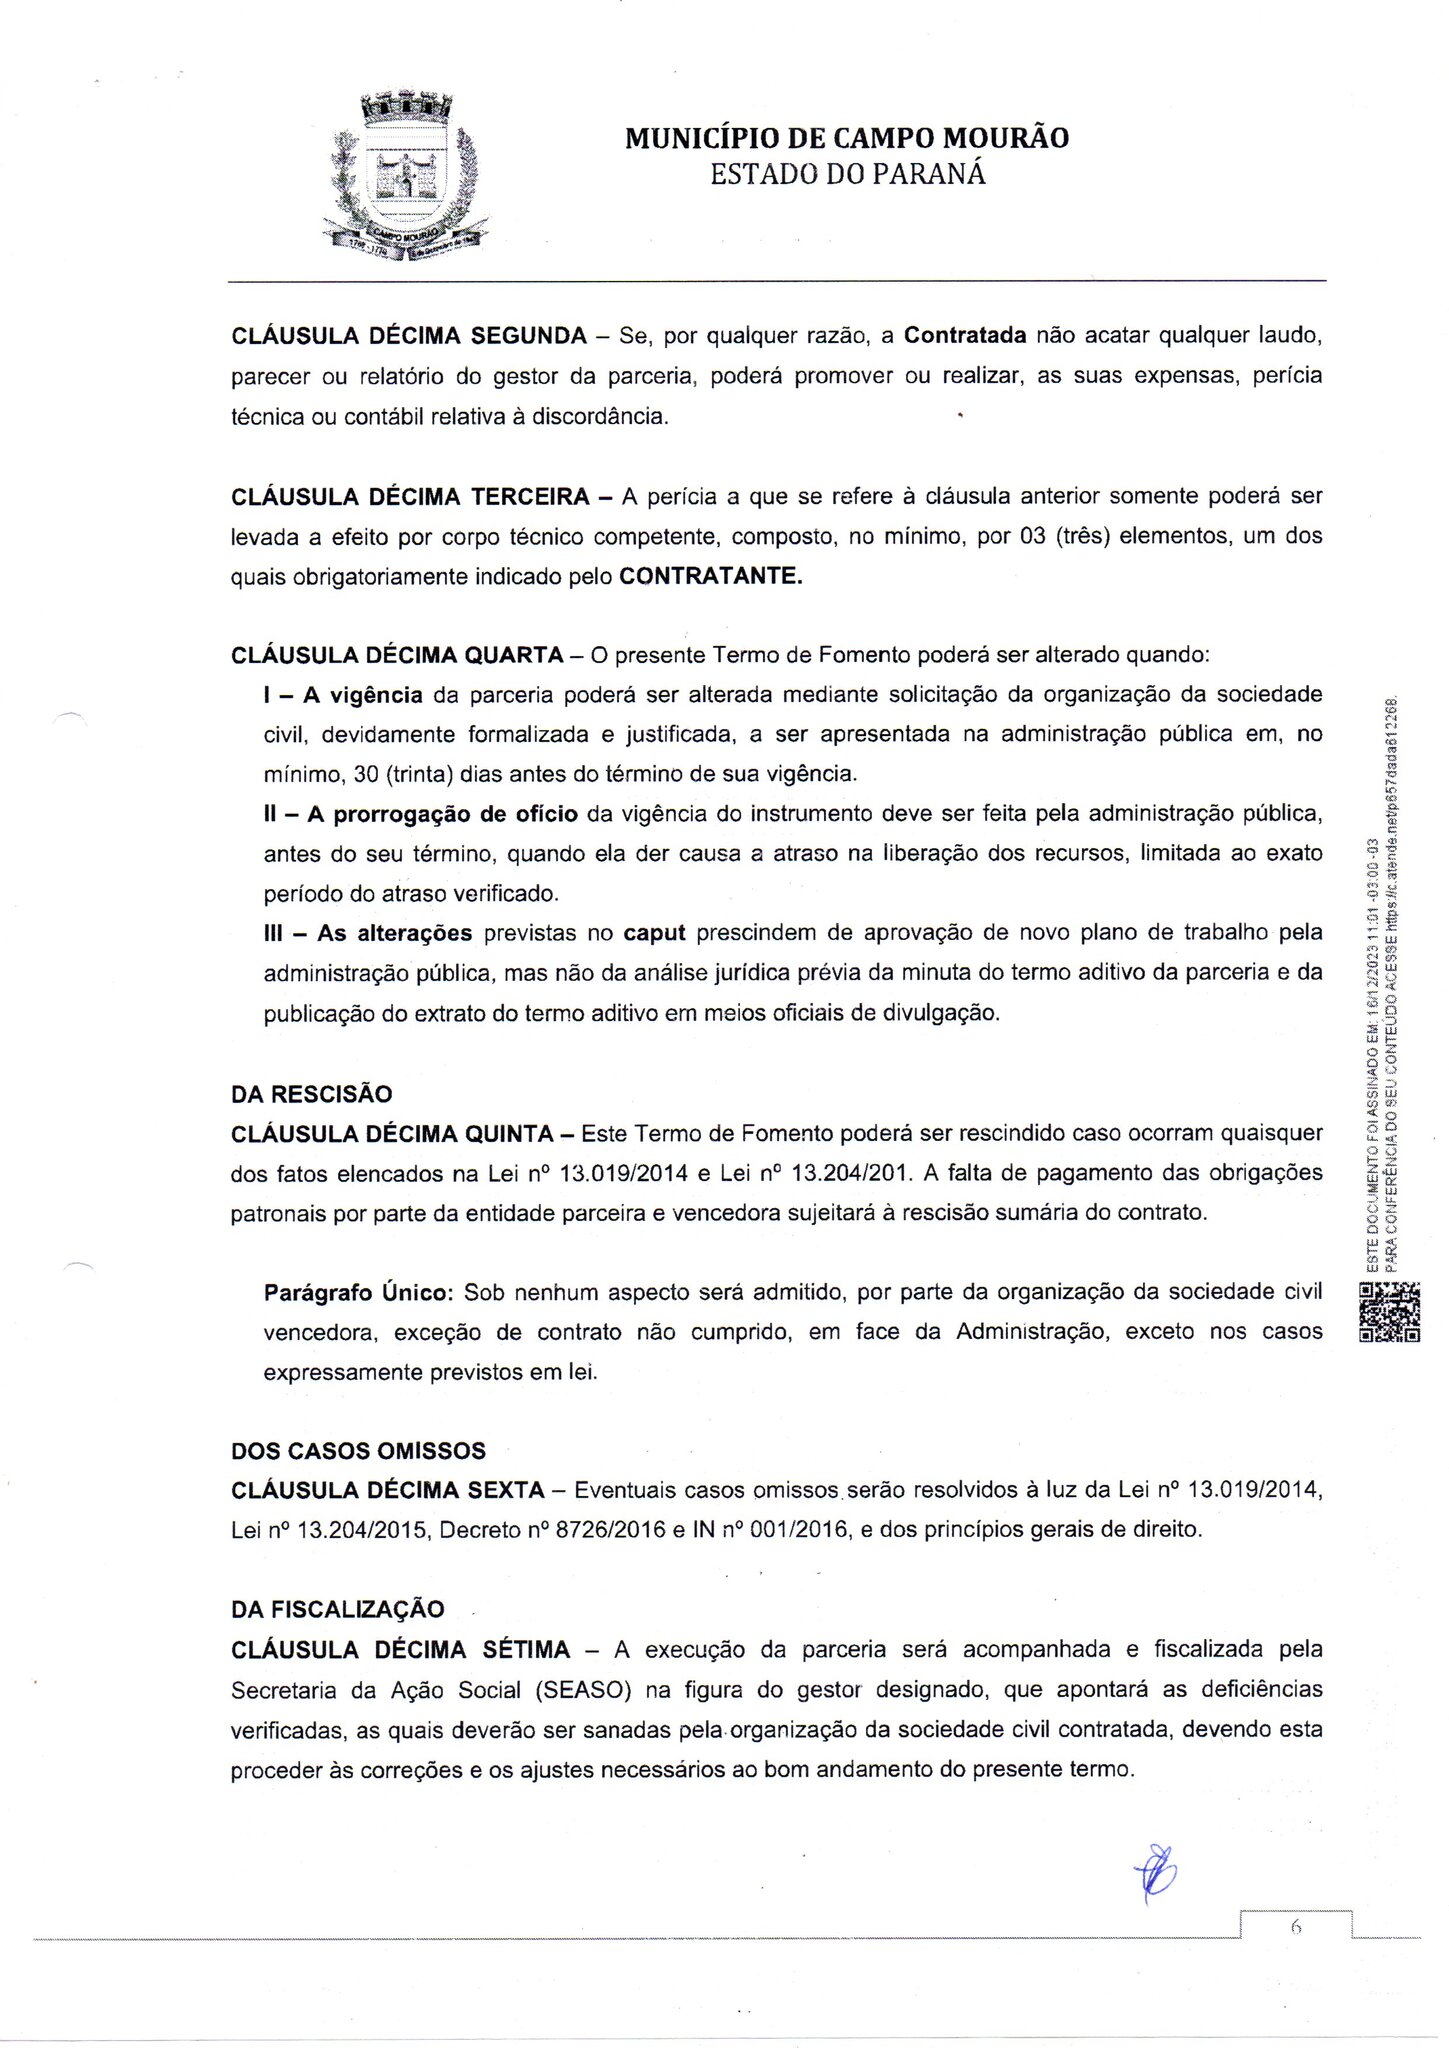 MUNICÍPIO DE CAMPO MOURÃO
ESTADO DO PARANÁ
CAMPO MOURÃO
CLÁUSULA DÉCIMA SEGUNDA – Se, por qualquer razão, a Contratada não acatar qualquer laudo,
parecer ou relatório do gestor da parceria, poderá promover ou realizar, as suas expensas, perícia
técnica ou contábil relativa à discordância.
CLÁUSULA DÉCIMA TERCEIRA – A perícia a que se refere à cláusula anterior somente poderá ser
levada a efeito por corpo técnico competente, composto, no mínimo, por 03 (três) elementos, um dos
quais obrigatoriamente indicado pelo CONTRATANTE.
CLÁUSULA DÉCIMA QUARTA – O presente Termo de Fomento poderá ser alterado quando:
I – A vigência da parceria poderá ser alterada mediante solicitação da organização da sociedade
civil, devidamente formalizada e justificada, a ser apresentada na administração pública em, no
mínimo, 30 (trinta) dias antes do término de sua vigência.
II – A prorrogação de ofício da vigência do instrumento deve ser feita pela administração pública,
antes do seu término, quando ela der causa a atraso na liberação dos recursos, limitada ao exato
período do atraso verificado.
III – As alterações previstas no caput prescindem de aprovação de novo plano de trabalho pela
administração pública, mas não da análise jurídica prévia da minuta do termo aditivo da parceria e da
publicação do extrato do termo aditivo em meios oficiais de divulgação.
DA RESCISÃO
CLÁUSULA DÉCIMA QUINTA – Este Termo de Fomento poderá ser rescindido caso ocorram quaisquer
dos fatos elencados na Lei nº 13.019/2014 e Lei nº 13.204/201. A falta de pagamento das obrigações
patronais por parte da entidade parceira e vencedora sujeitará à rescisão sumária do contrato.
Parágrafo Único: Sob nenhum aspecto será admitido, por parte da organização da sociedade civil
vencedora, exceção de contrato não cumprido, em face da Administração, exceto nos casos
expressamente previstos em lei.
DOS CASOS OMISSOS
CLÁUSULA DÉCIMA SEXTA – Eventuais casos omissos serão resolvidos à luz da Lei nº 13.019/2014,
Lei nº 13.204/2015, Decreto nº 8726/2016 e IN nº 001/2016, e dos princípios gerais de direito.
DA FISCALIZAÇÃO
CLÁUSULA DÉCIMA SÉTIMA – A execução da parceria será acompanhada e fiscalizada pela
Secretaria da Ação Social (SEASO) na figura do gestor designado, que apontará as deficiências
verificadas, as quais deverão ser sanadas pela organização da sociedade civil contratada, devendo esta
proceder às correções e os ajustes necessários ao bom andamento do presente termo.
6
ESTE DOCUMENTO FOI ASSINADO EM: 16/12/2023 11:01 -03:00 -03
PARA CONFERÊNCIA DO SEU CONTEÚDO ACESSE https://c.atende.net/p657dada612268.